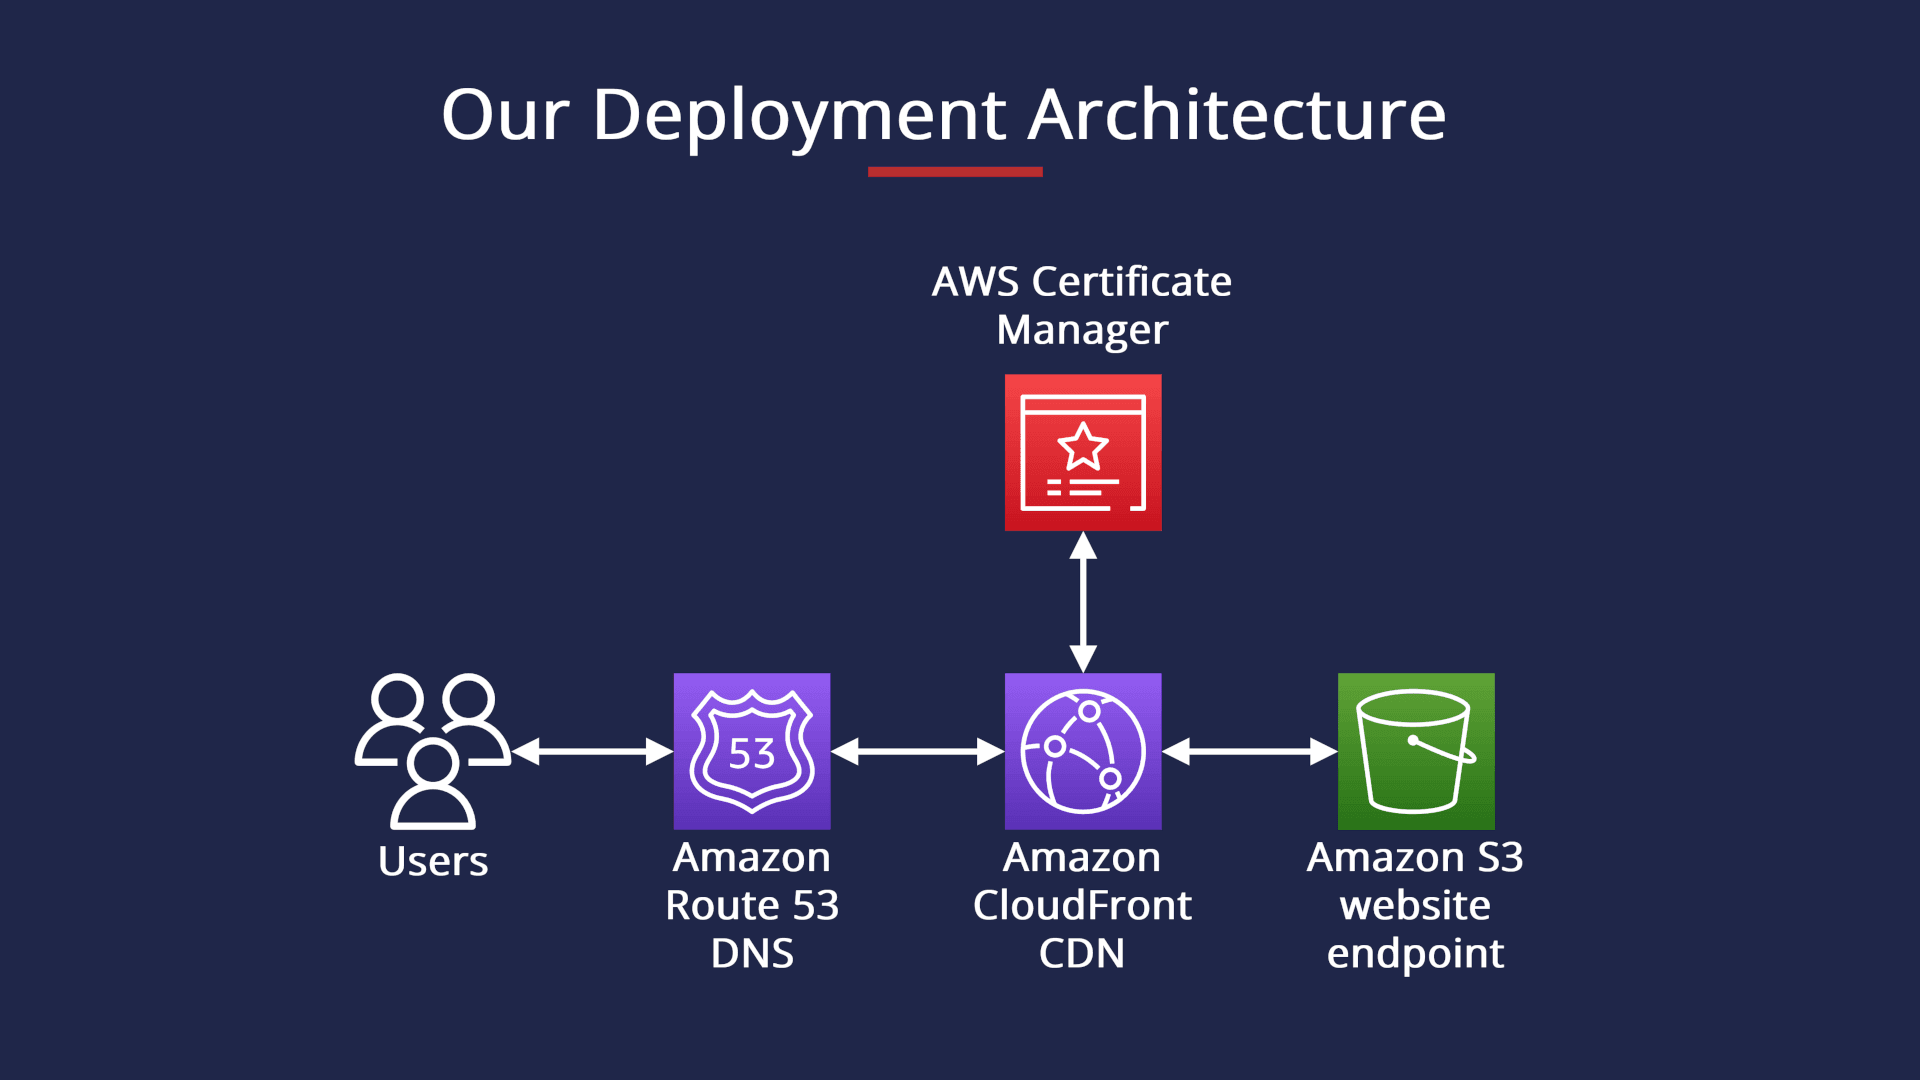 Our Deployment Architecture
AWS Certificate
Manager
53
Users
Amazon
Route 53
DNS
Amazon
CloudFront
CDN
Amazon S3
website
endpoint